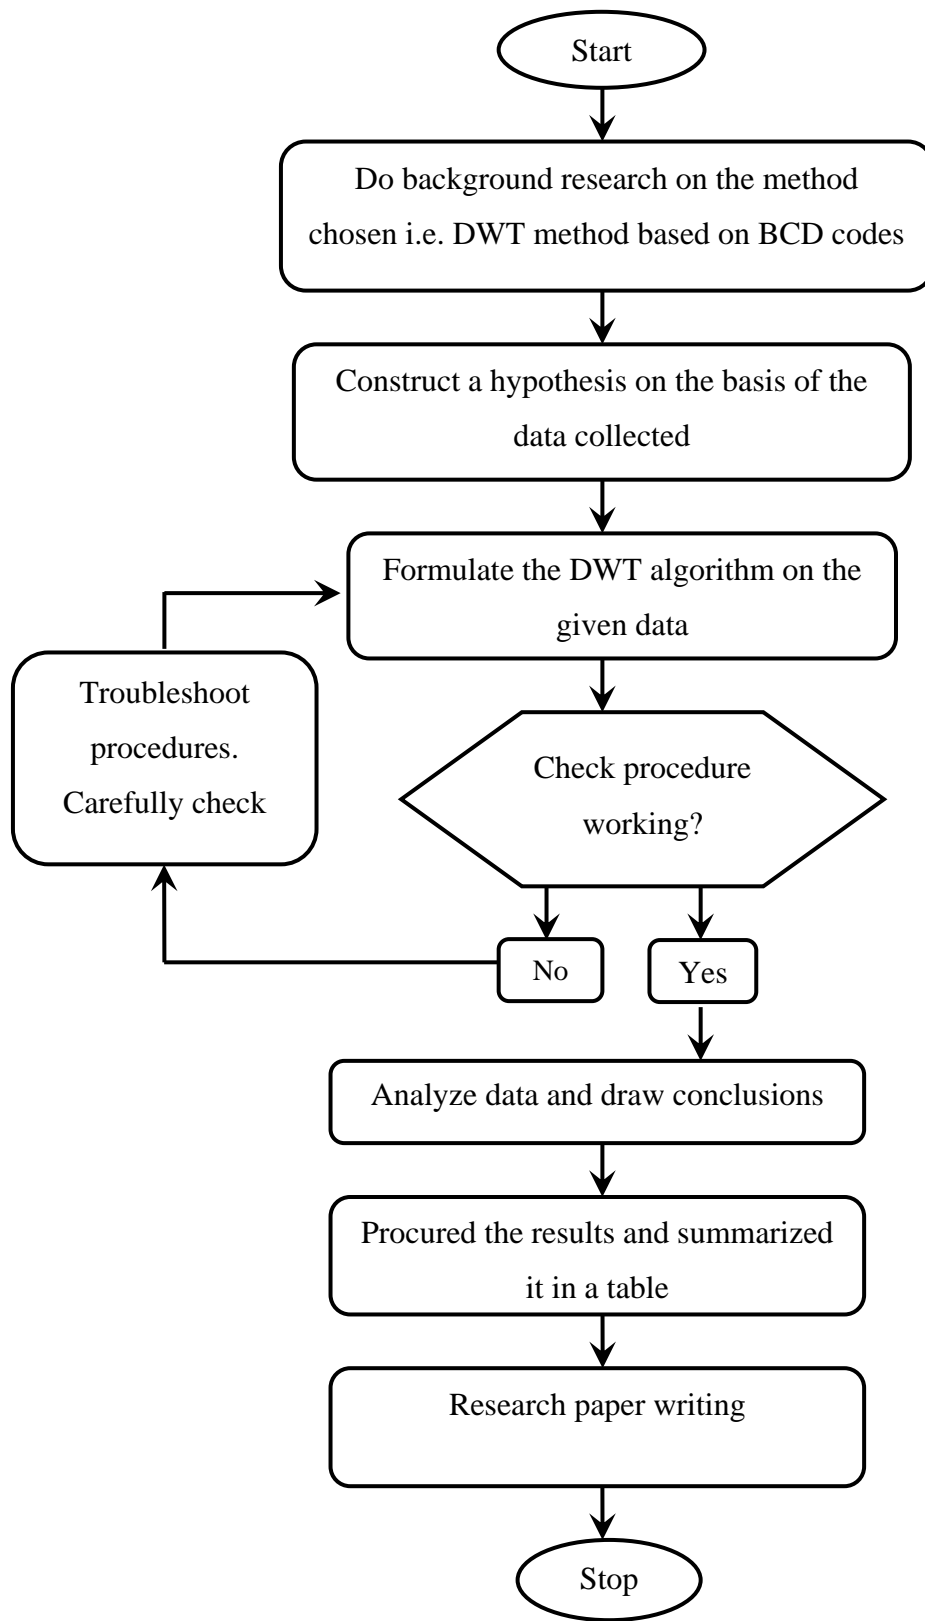 Start
Do background research on the method
chosen i.e. DWT method based on BCD codes
Construct a hypothesis on the basis of the
data collected
Formulate the DWT algorithm on the
given data
Troubleshoot
procedures.
Carefully check
Check procedure
working?
No
Yes
Analyze data and draw conclusions
Procured the results and summarized
it in a table
Research paper writing
Stop